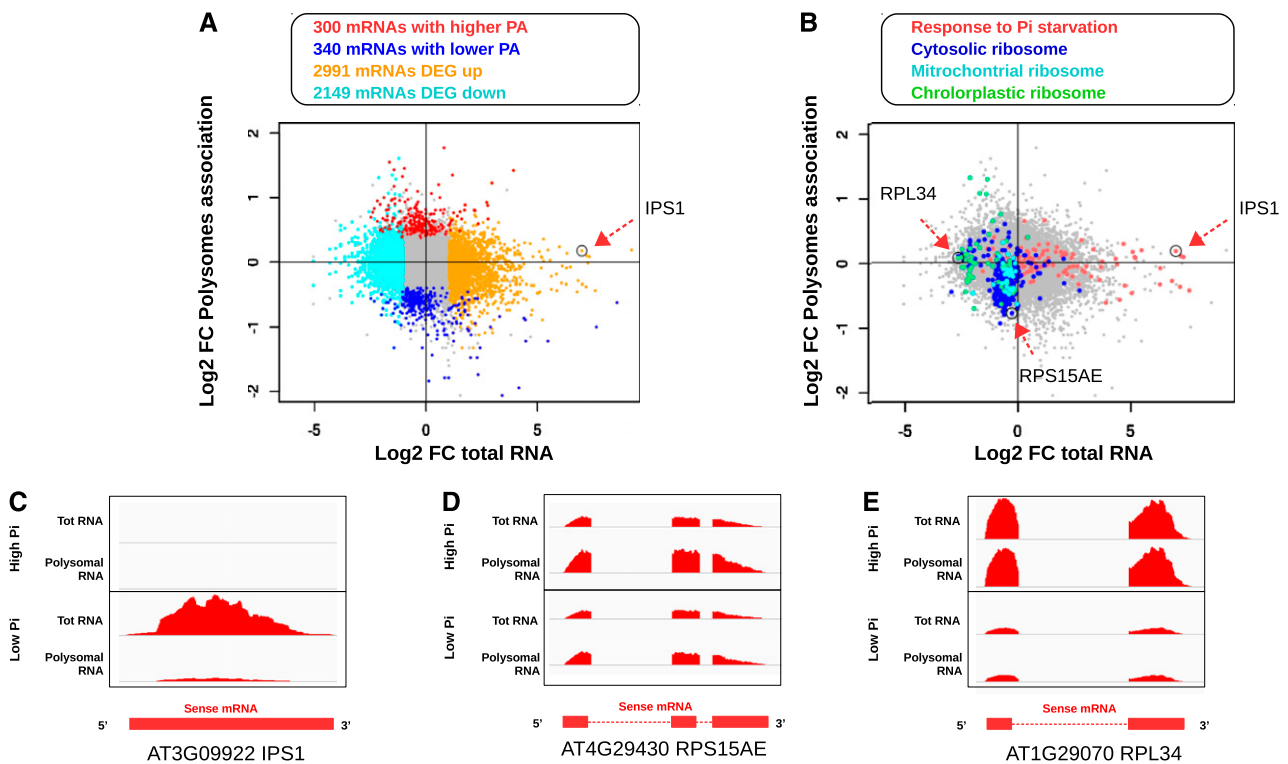 A
300 mRNAs with higher PA
340 mRNAs with lower PA
2991 mRNAs DEG up
2149 mRNAs DEG down
Log2 FC Polysomes association
2
1
0
-1
-2
-5
0
5
Log2 FC total RNA
IPS1
B
Response to Pi starvation
Cytosolic ribosome
Mitrochontrial ribosome
Chrolorplastic ribosome
Log2 FC Polysomes association
2
1
0
-1
-2
-5
0
5
Log2 FC total RNA
RPL34
IPS1
RPS15AE
C
High Pi
Tot RNA
Polysomal
RNA
Low Pi
Tot RNA
Polysomal
RNA
Sense mRNA
5’
3’
AT3G09922 IPS1
D
High Pi
Tot RNA
Polysomal
RNA
Low Pi
Tot RNA
Polysomal
RNA
Sense mRNA
5’
3’
AT4G29430 RPS15AE
E
High Pi
Tot RNA
Polysomal
RNA
Low Pi
Tot RNA
Polysomal
RNA
Sense mRNA
5’
3’
AT1G29070 RPL34